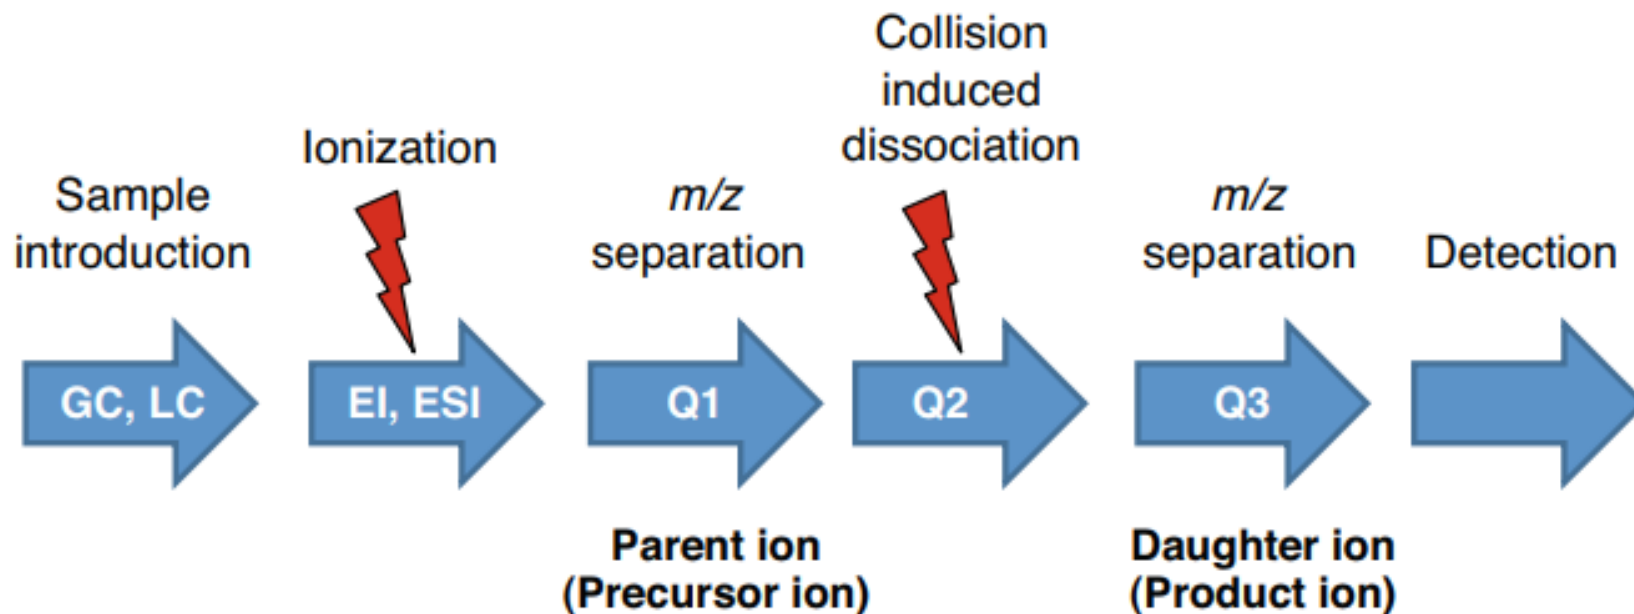 Sample
introduction
Ionization
m/z
separation
Collision
induced
dissociation
m/z
separation
Detection
GC, LC
EI, ESI
Q1
Q2
Q3
Parent ion
(Precursor ion)
Daughter ion
(Product ion)